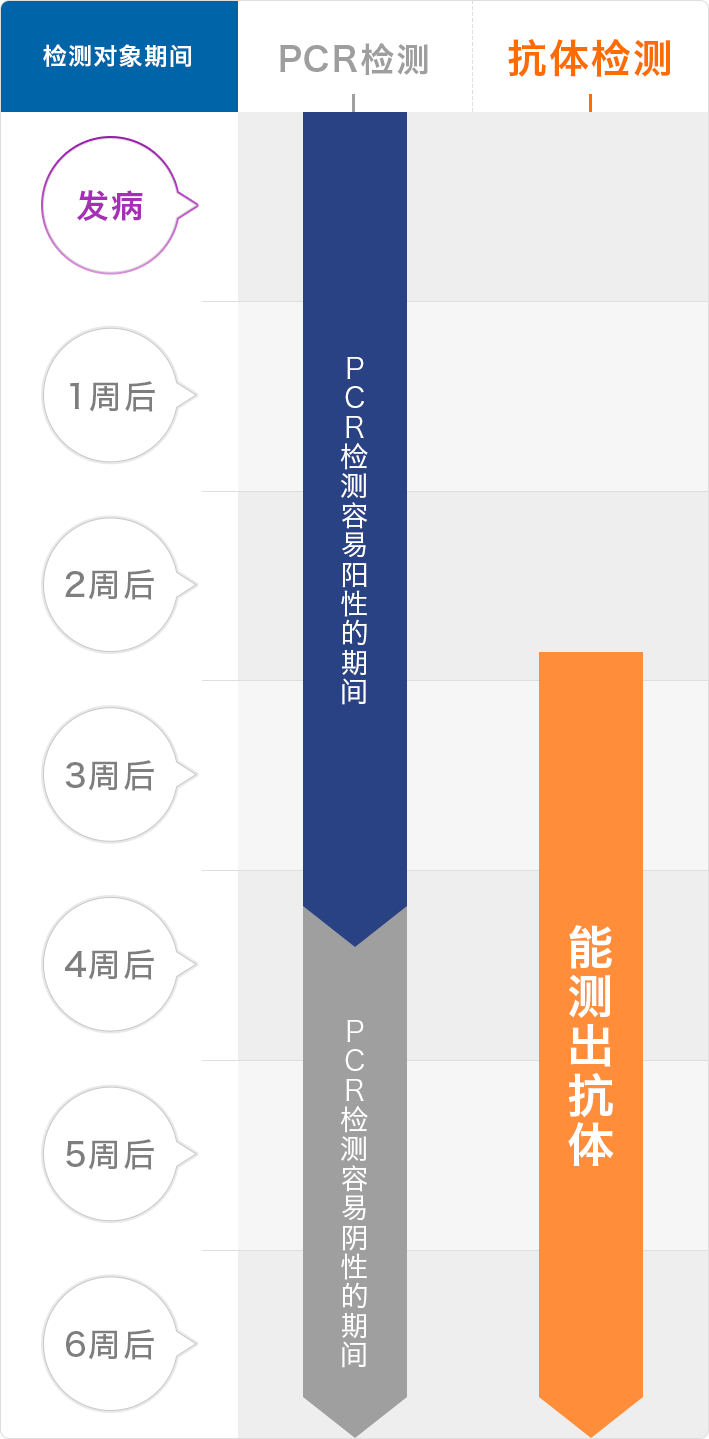 检测对象期间
PCR检测
抗体检测
发病
1周后
2周后
3周后
4周后
5周后
6周后
PCR检测容易阳性的期间
PCR检测容易阴性的期间
能测出抗体